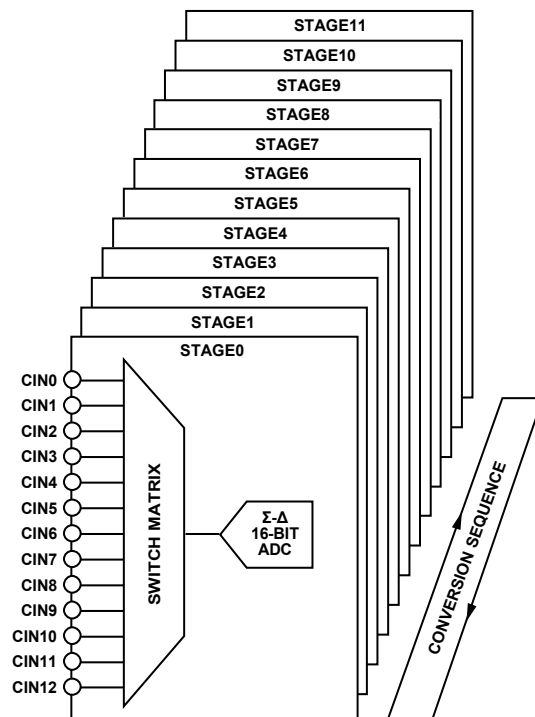 STAGE11
STAGE10
STAGE9
STAGE8
STAGE7
STAGE6
STAGE5
STAGE4
STAGE3
STAGE2
STAGE1
STAGE0
CIN0
CIN1
CIN2
CIN3
CIN4
CIN5
CIN6
CIN7
CIN8
CIN9
CIN10
CIN11
CIN12
SWITCH MATRIX
Σ-Δ
16-BIT
ADC
CONVERSION SEQUENCE